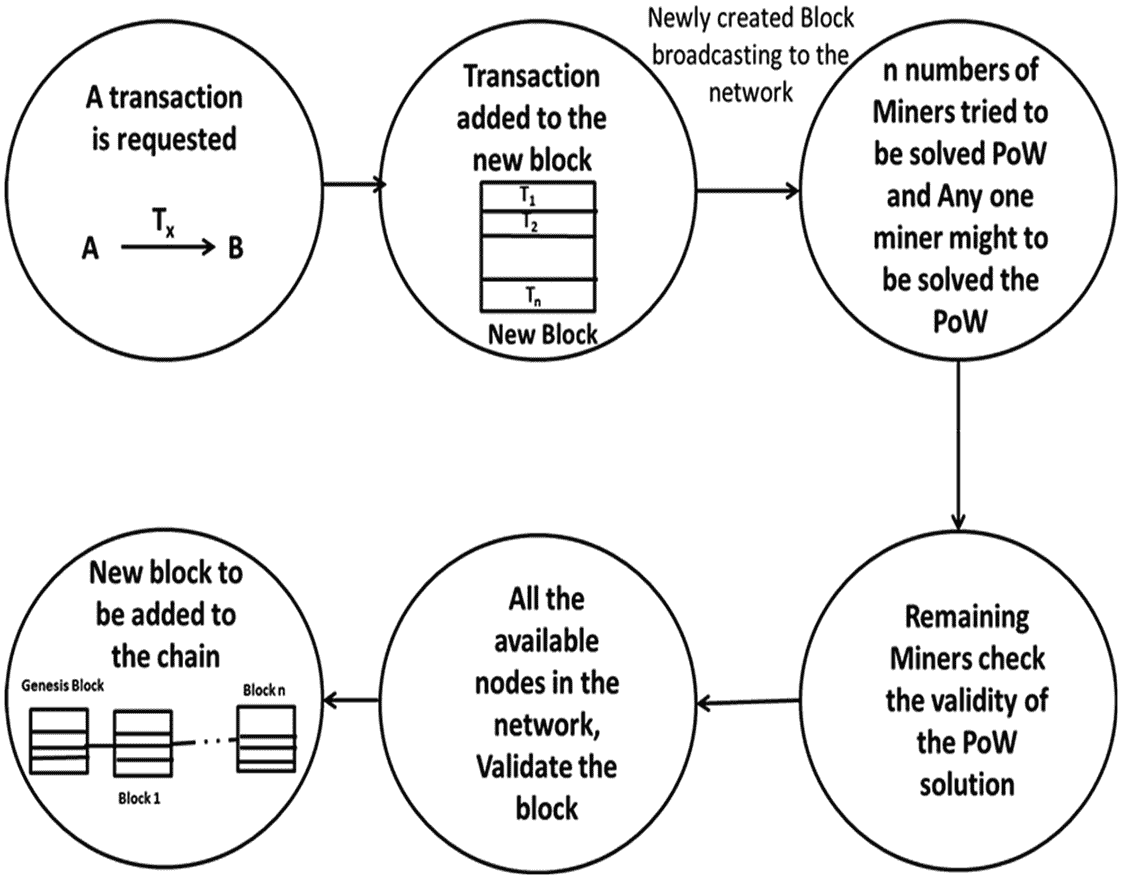 A transaction
is requested
Tx
A
B
Transaction
added to the
new block
T1
T2
Tn
New Block
Newly created Block
broadcasting to the
network
n numbers of
Miners tried to
be solved PoW
and Any one
miner might to
be solved the
PoW
Remaining
Miners check
the validity of
the PoW
solution
All the
available
nodes in the
network,
Validate the
block
New block to
be added to
the chain
Genesis Block
Block 1
. . .
Block n